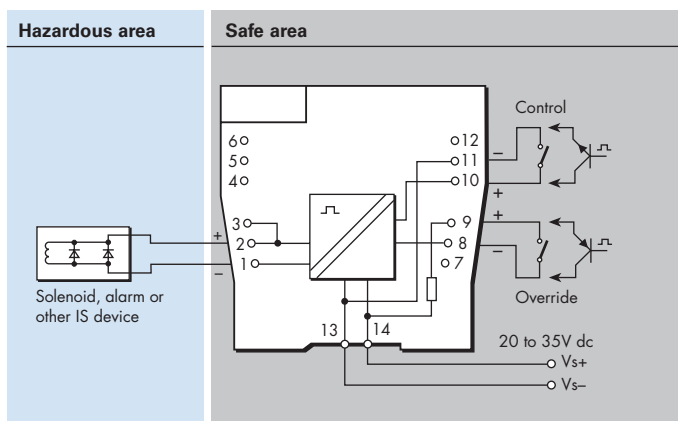 Hazardous area
Safe area
Control
6
5
4
3
2
1
+
–
12
11
10
9
8
7
–
+
+
–
Solenoid, alarm or
other IS device
Override
13
14
20 to 35V dc
Vs+
Vs–